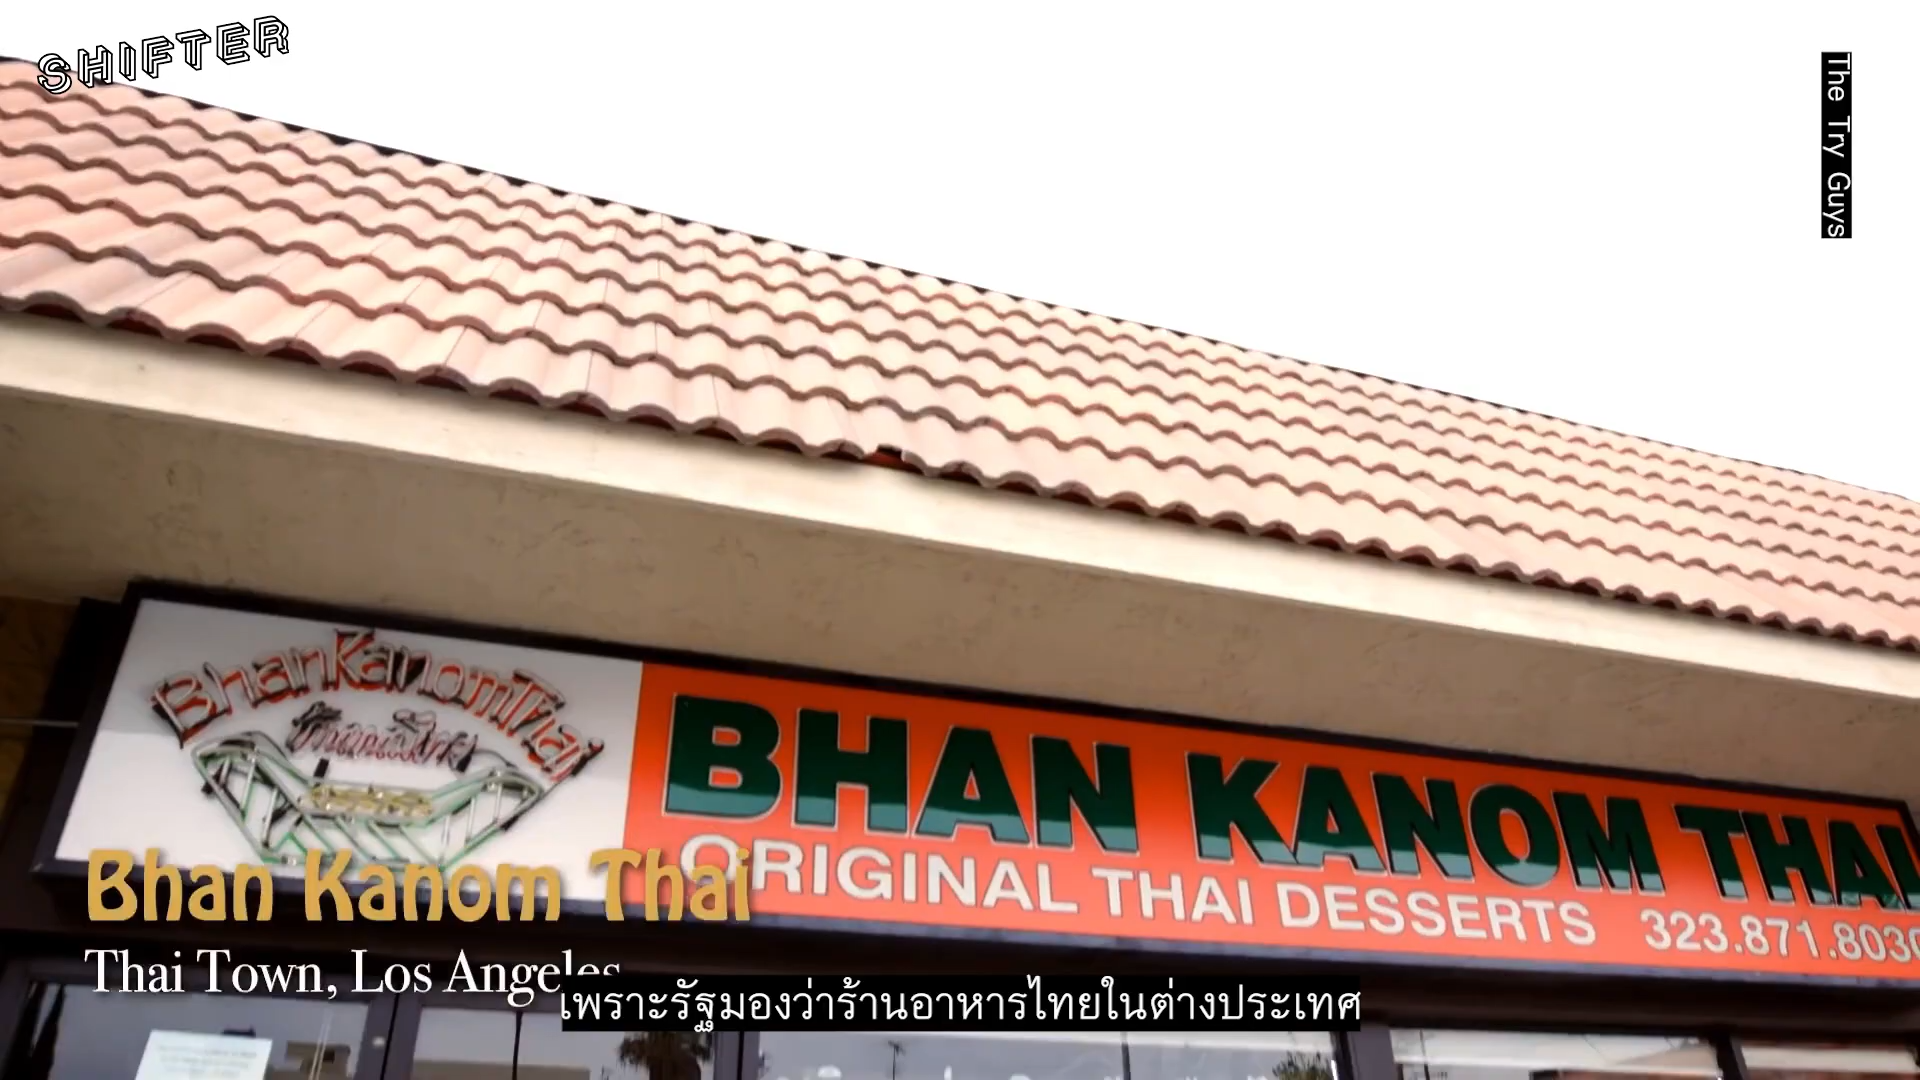 SHIFTER
The Try Guys
BhanKanomThai
BHAN KANOM THAI
ORIGINAL THAI DESSERTS 323.871.803
Bhan Kanom Thai
Thai Town, Los Angeles
เพราะรัฐมองว่าร้านอาหารไทยในต่างประเทศ